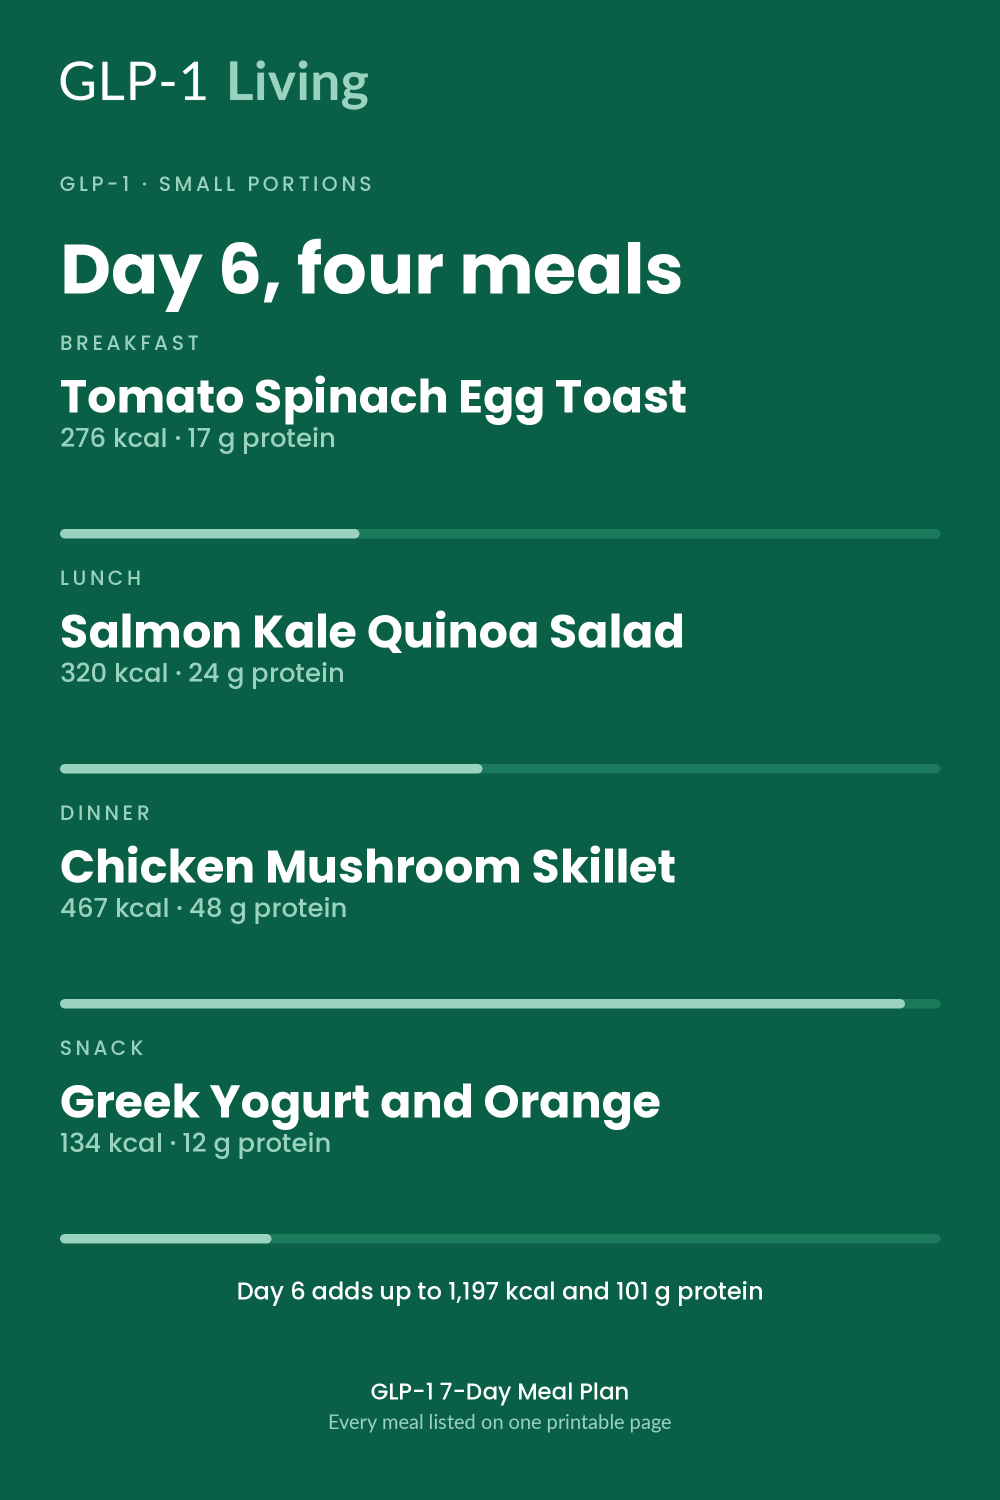 GLP-1 Living
GLP-1 · SMALL PORTIONS
Day 6, four meals
BREAKFAST
Tomato Spinach Egg Toast
276 kcal · 17 g protein
LUNCH
Salmon Kale Quinoa Salad
320 kcal · 24 g protein
DINNER
Chicken Mushroom Skillet
467 kcal · 48 g protein
SNACK
Greek Yogurt and Orange
134 kcal · 12 g protein
Day 6 adds up to 1,197 kcal and 101 g protein
GLP-1 7-Day Meal Plan
Every meal listed on one printable page